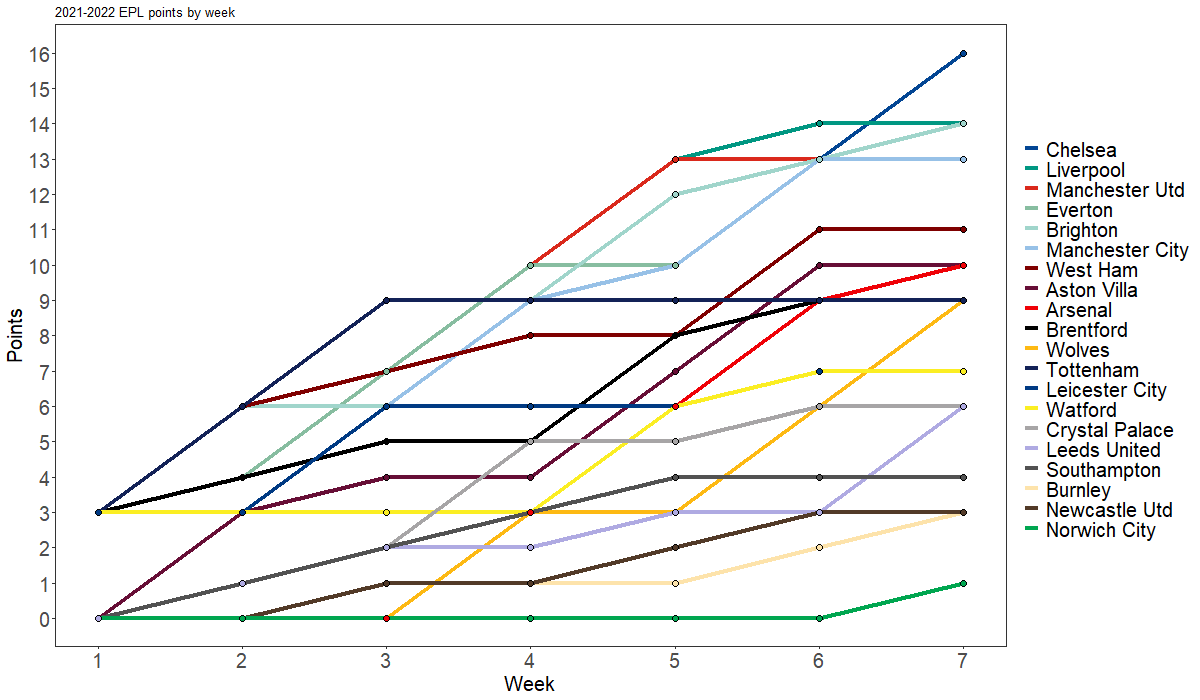 2021-2022 EPL points by week
16
15
14
13
12
11
10
9
8
7
6
5
4
3
2
1
0
Points
1 2 3 4 5 6 7
Week
Chelsea
Liverpool
Manchester Utd
Everton
Brighton
Manchester City
West Ham
Aston Villa
Arsenal
Brentford
Wolves
Tottenham
Leicester City
Watford
Crystal Palace
Leeds United
Southampton
Burnley
Newcastle Utd
Norwich City